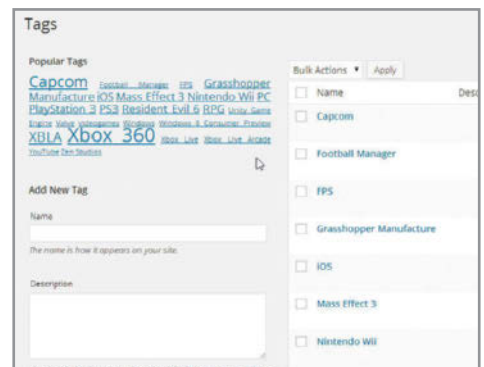 Tags
Popular Tags
Capcom Football Manager FPS Grasshopper
Manufacture iOS Mass Effect 3 Nintendo Wii PC
PlayStation 3 PS3 Resident Evil 6 RPG Unity Game
Engine Valve videogames Windows Windows 8 Consumer Preview
XBLA Xbox 360 Xbox Live Xbox Live Arcade
YouTube Zen Studios
Add New Tag
Name
The name is how it appears on your site.
Description
Bulk Actions Apply
Name Desc
Capcom
Football Manager
FPS
Grasshopper Manufacture
iOS
Mass Effect 3
Nintendo Wii